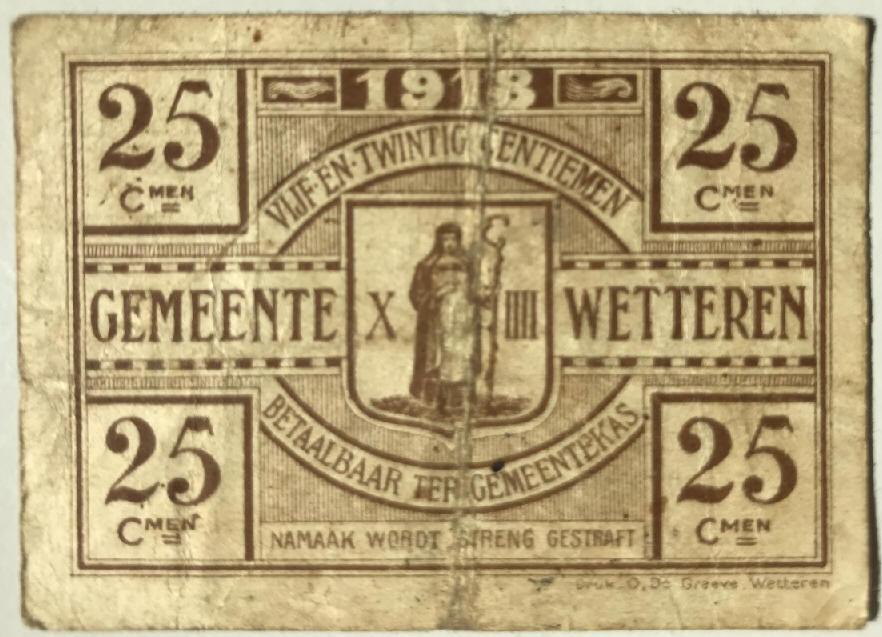 25 CMEN
1918
25 CMEN
VIJF-EN-TWINTIG CENTIEMEN
GEMEENTE X IIII WETTEREN
BETAALBAAR TER GEMEENTEKAS
25 CMEN
25 CMEN
NAMAAK WORDT STRENG GESTRAFT
Druk. O. De Greeve Wetteren